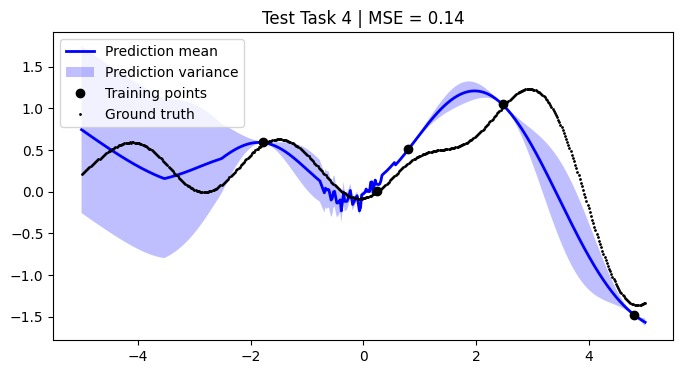 Test Task 4 | MSE = 0.14
Prediction mean
Prediction variance
Training points
Ground truth
1.5
1.0
0.5
0.0
−0.5
−1.0
−1.5
−4
−2
0
2
4